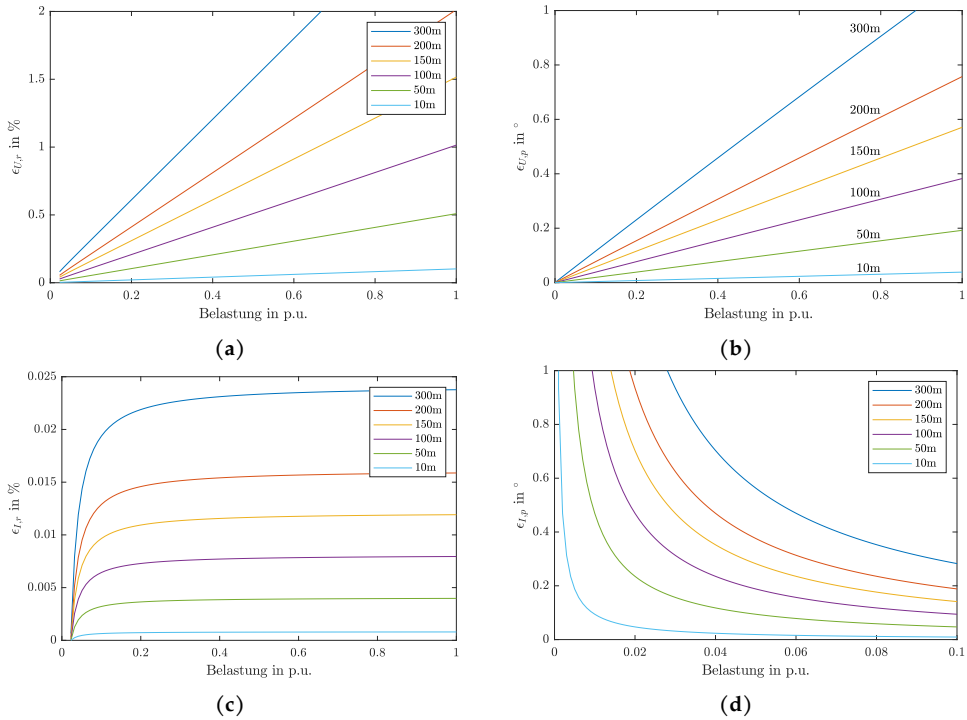 2
1.5
1
0.5
0
0 0.2 0.4 0.6 0.8 1
ϵU,r in %
Belastung in p.u.
300m
200m
150m
100m
50m
10m
(a)
1
0.8
0.6
0.4
0.2
0
0 0.2 0.4 0.6 0.8 1
ϵU,p in °
Belastung in p.u.
300m
200m
150m
100m
50m
10m
(b)
0.025
0.02
0.015
0.01
0.005
0
0 0.2 0.4 0.6 0.8 1
ϵI,r in %
Belastung in p.u.
300m
200m
150m
100m
50m
10m
(c)
1
0.8
0.6
0.4
0.2
0
0 0.02 0.04 0.06 0.08 0.1
ϵI,p in °
Belastung in p.u.
300m
200m
150m
100m
50m
10m
(d)